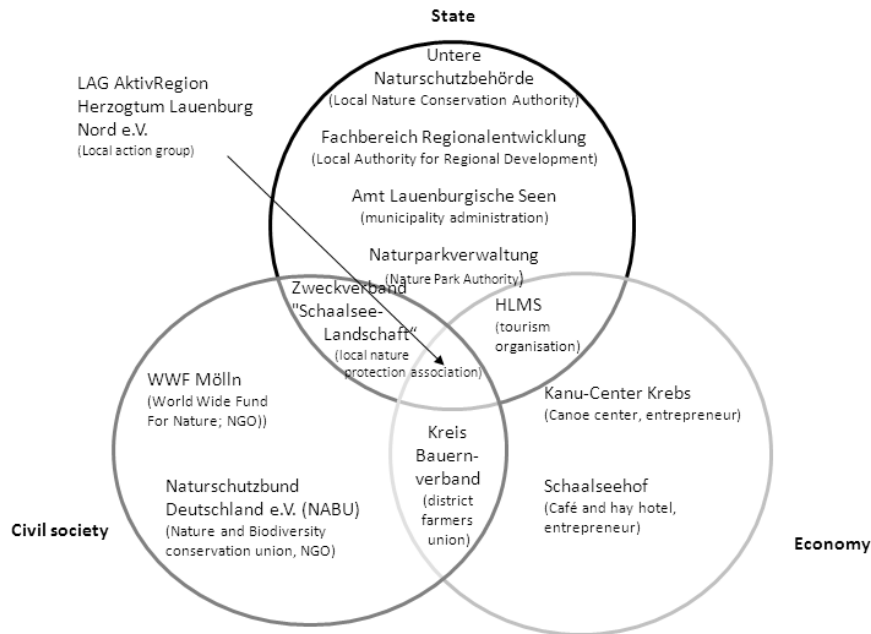 State
Untere
Naturschutzbehörde
(Local Nature Conservation Authority)
LAG AktivRegion
Herzogtum Lauenburg
Nord e.V.
(Local action group)
Fachbereich Regionalentwicklung
(Local Authority for Regional Development)
Amt Lauenburgische Seen
(municipality administration)
Naturparkverwaltung
(Nature Park Authority)
Zweckverband
"Schaalsee-
Landschaft“
(local nature
protection association)
HLMS
(tourism
organisation)
WWF Mölln
(World Wide Fund
For Nature; NGO))
Naturschutzbund
Deutschland e.V. (NABU)
(Nature and Biodiversity
conservation union, NGO)
Kreis
Bauern-
verband
(district
farmers
union)
Kanu-Center Krebs
(Canoe center, entrepreneur)
Schaalseehof
(Café and hay hotel,
entrepreneur)
Civil society
Economy